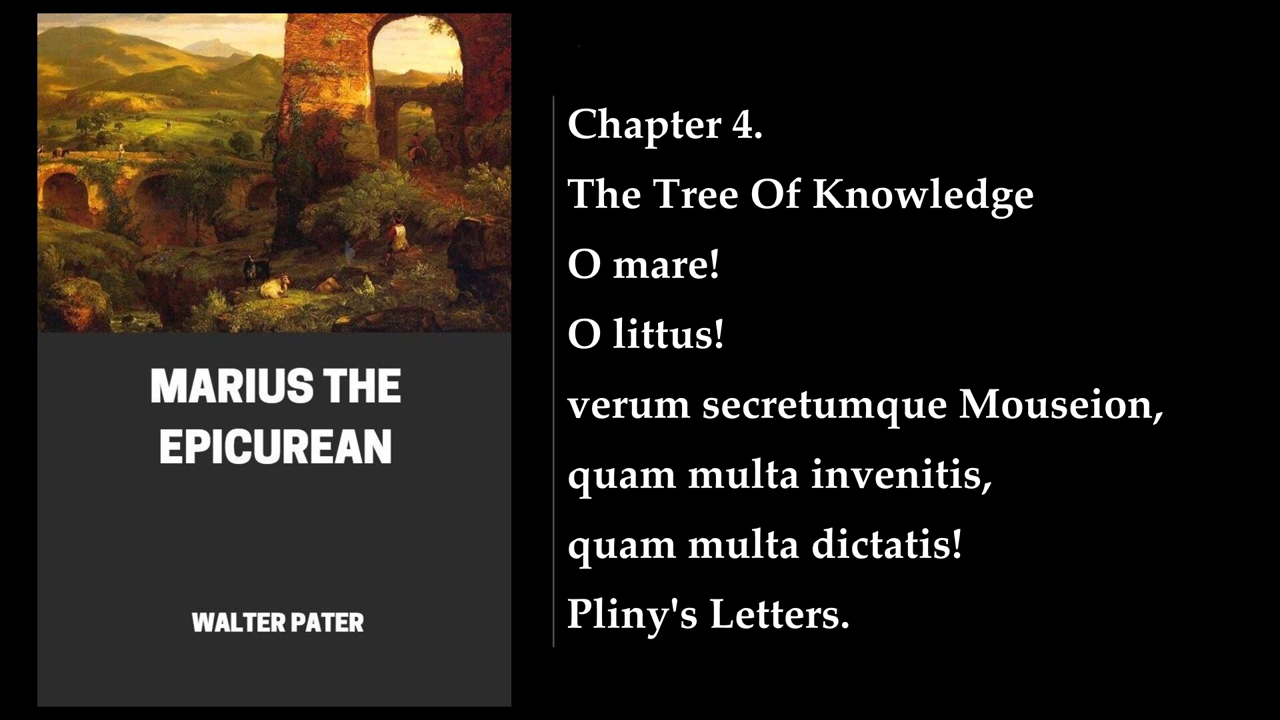 MARIUS THE
EPICUREAN
WALTER PATER
Chapter 4.
The Tree Of Knowledge
O mare!
O littus!
verum secretumque Mouseion,
quam multa invenitis,
quam multa dictatis!
Pliny's Letters.